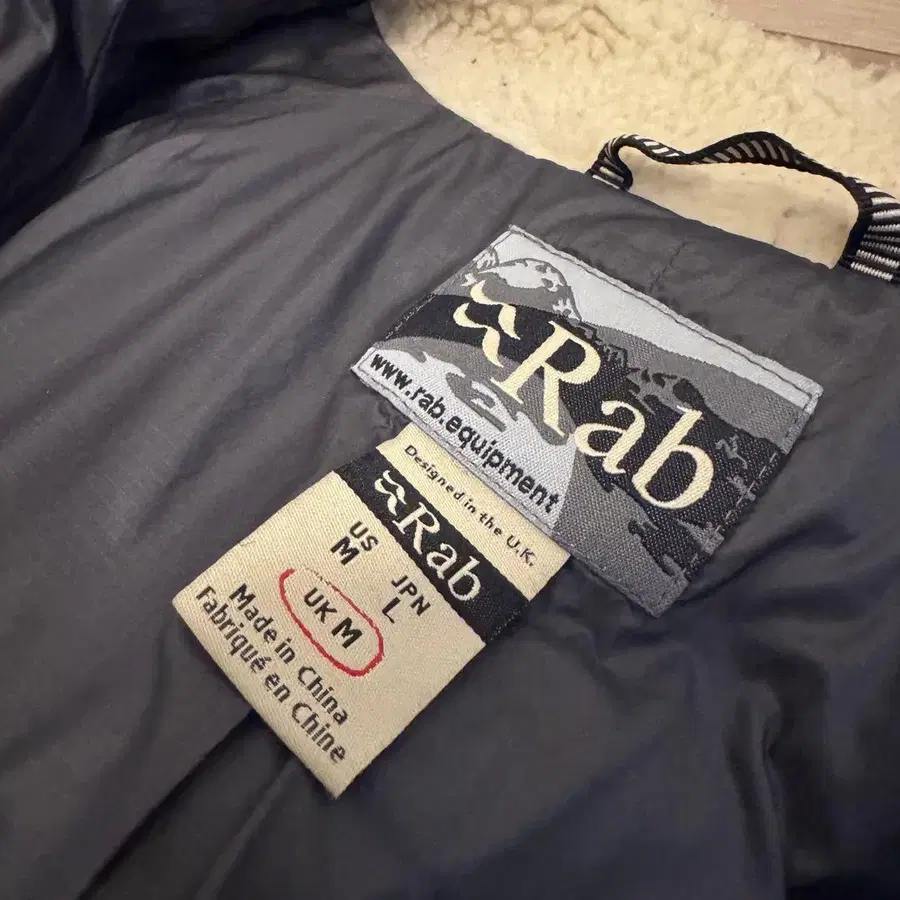 Rab
www.rab.equipment
Designed in the U.K.
Rab
US
M
JPN
L
UK M
Made in China
Fabriqué en Chine